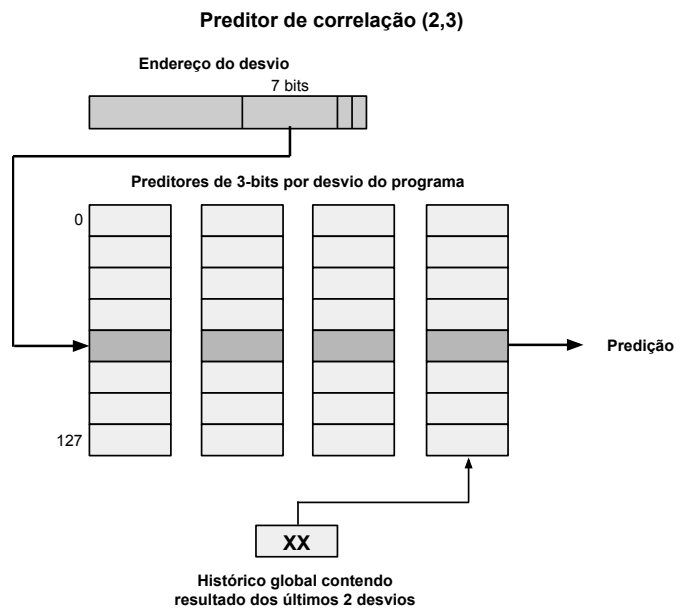 Preditor de correlação (2,3)
Endereço do desvio
7 bits
Preditores de 3-bits por desvio do programa
0
Predição
127
XX
Histórico global contendo
resultado dos últimos 2 desvios